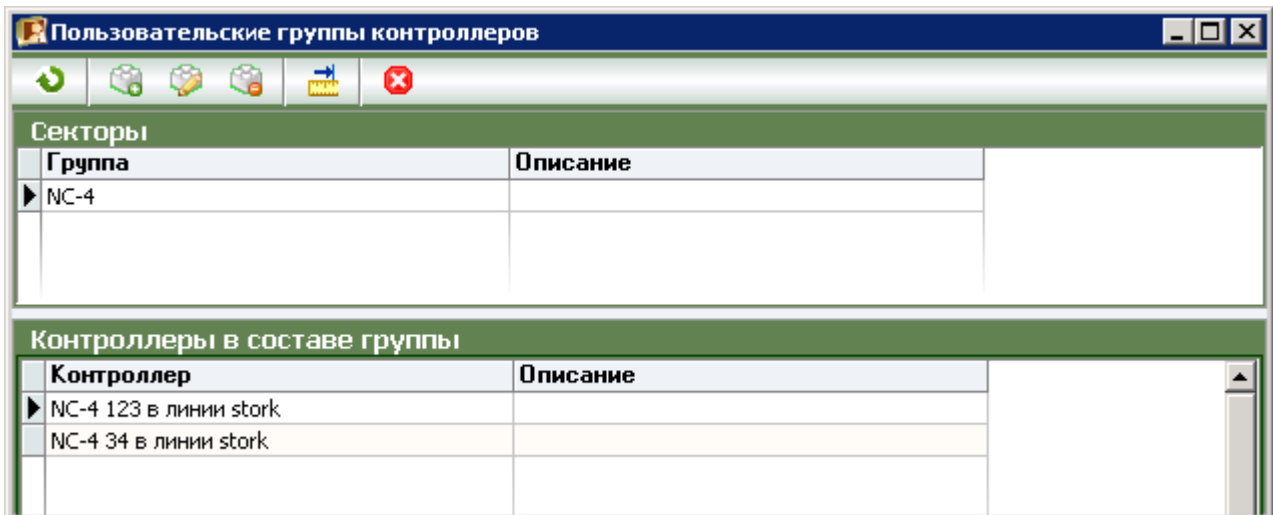 Пользовательские группы контроллеров
Секторы
Группа Описание
NC-4
Контроллеры в составе группы
Контроллер Описание
NC-4 123 в линии stork
NC-4 34 в линии stork